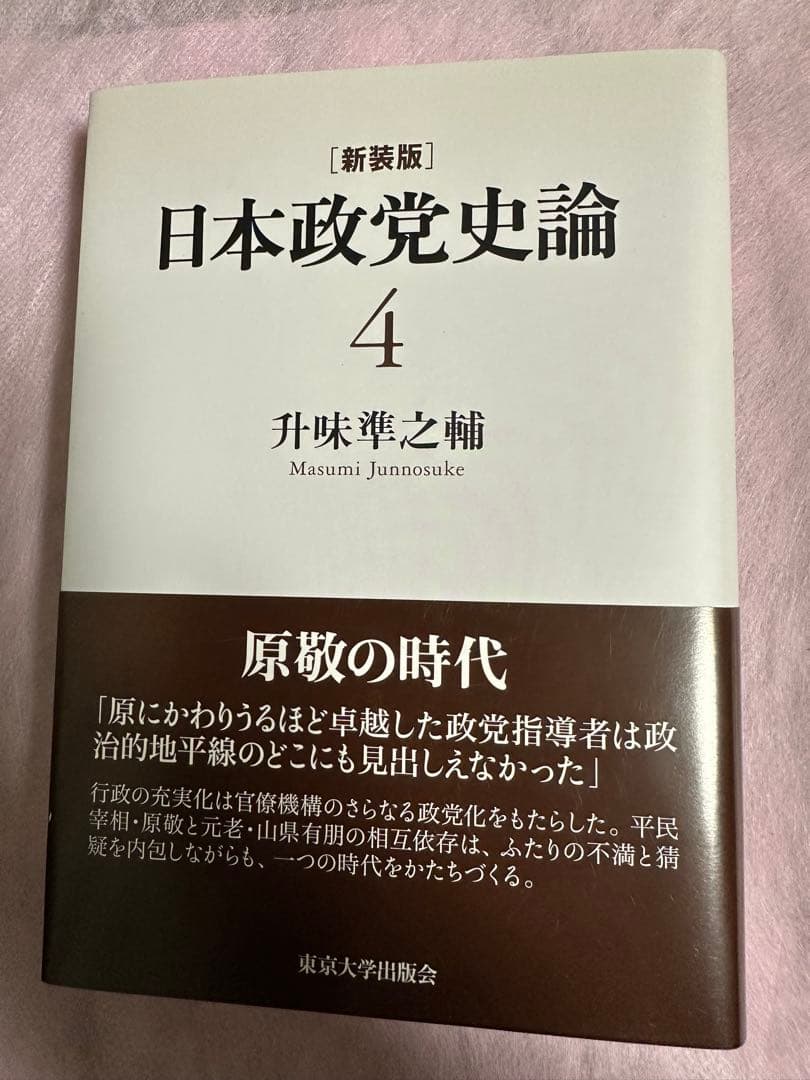 ［新装版］
日本政党史論
4
升味準之輔
Masumi Junnosuke
原敬の時代
「原にかわりうるほど卓越した政党指導者は政
治的地平線のどこにも見出しえなかった」
行政の充実化は官僚機構のさらなる政党化をもたらした。平民
宰相・原敬と元老・山県有朋の相互依存は、ふたりの不満と猜
疑を内包しながらも、一つの時代をかたちづくる。
東京大学出版会